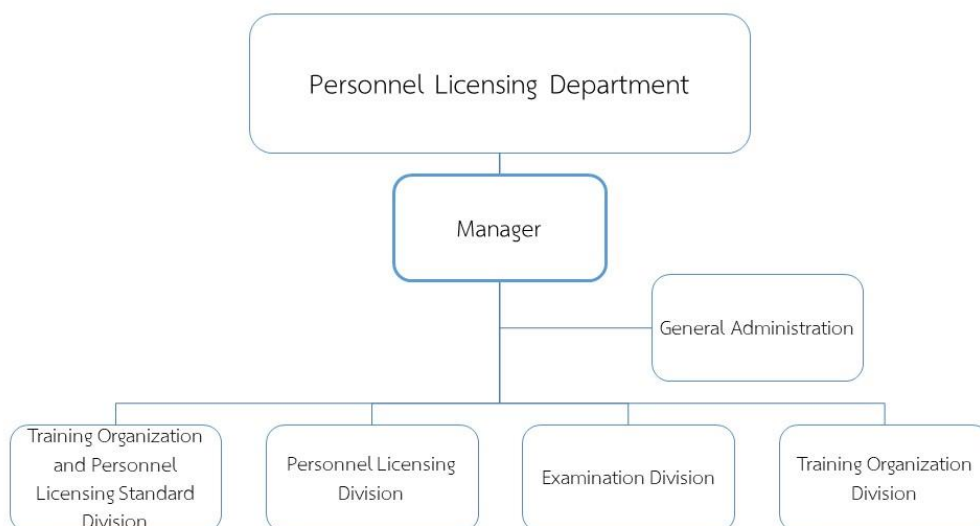 Personnel Licensing Department
Manager
General Administration
Training Organization
and Personnel
Licensing Standard
Division
Personnel Licensing
Division
Examination Division
Training Organization
Division